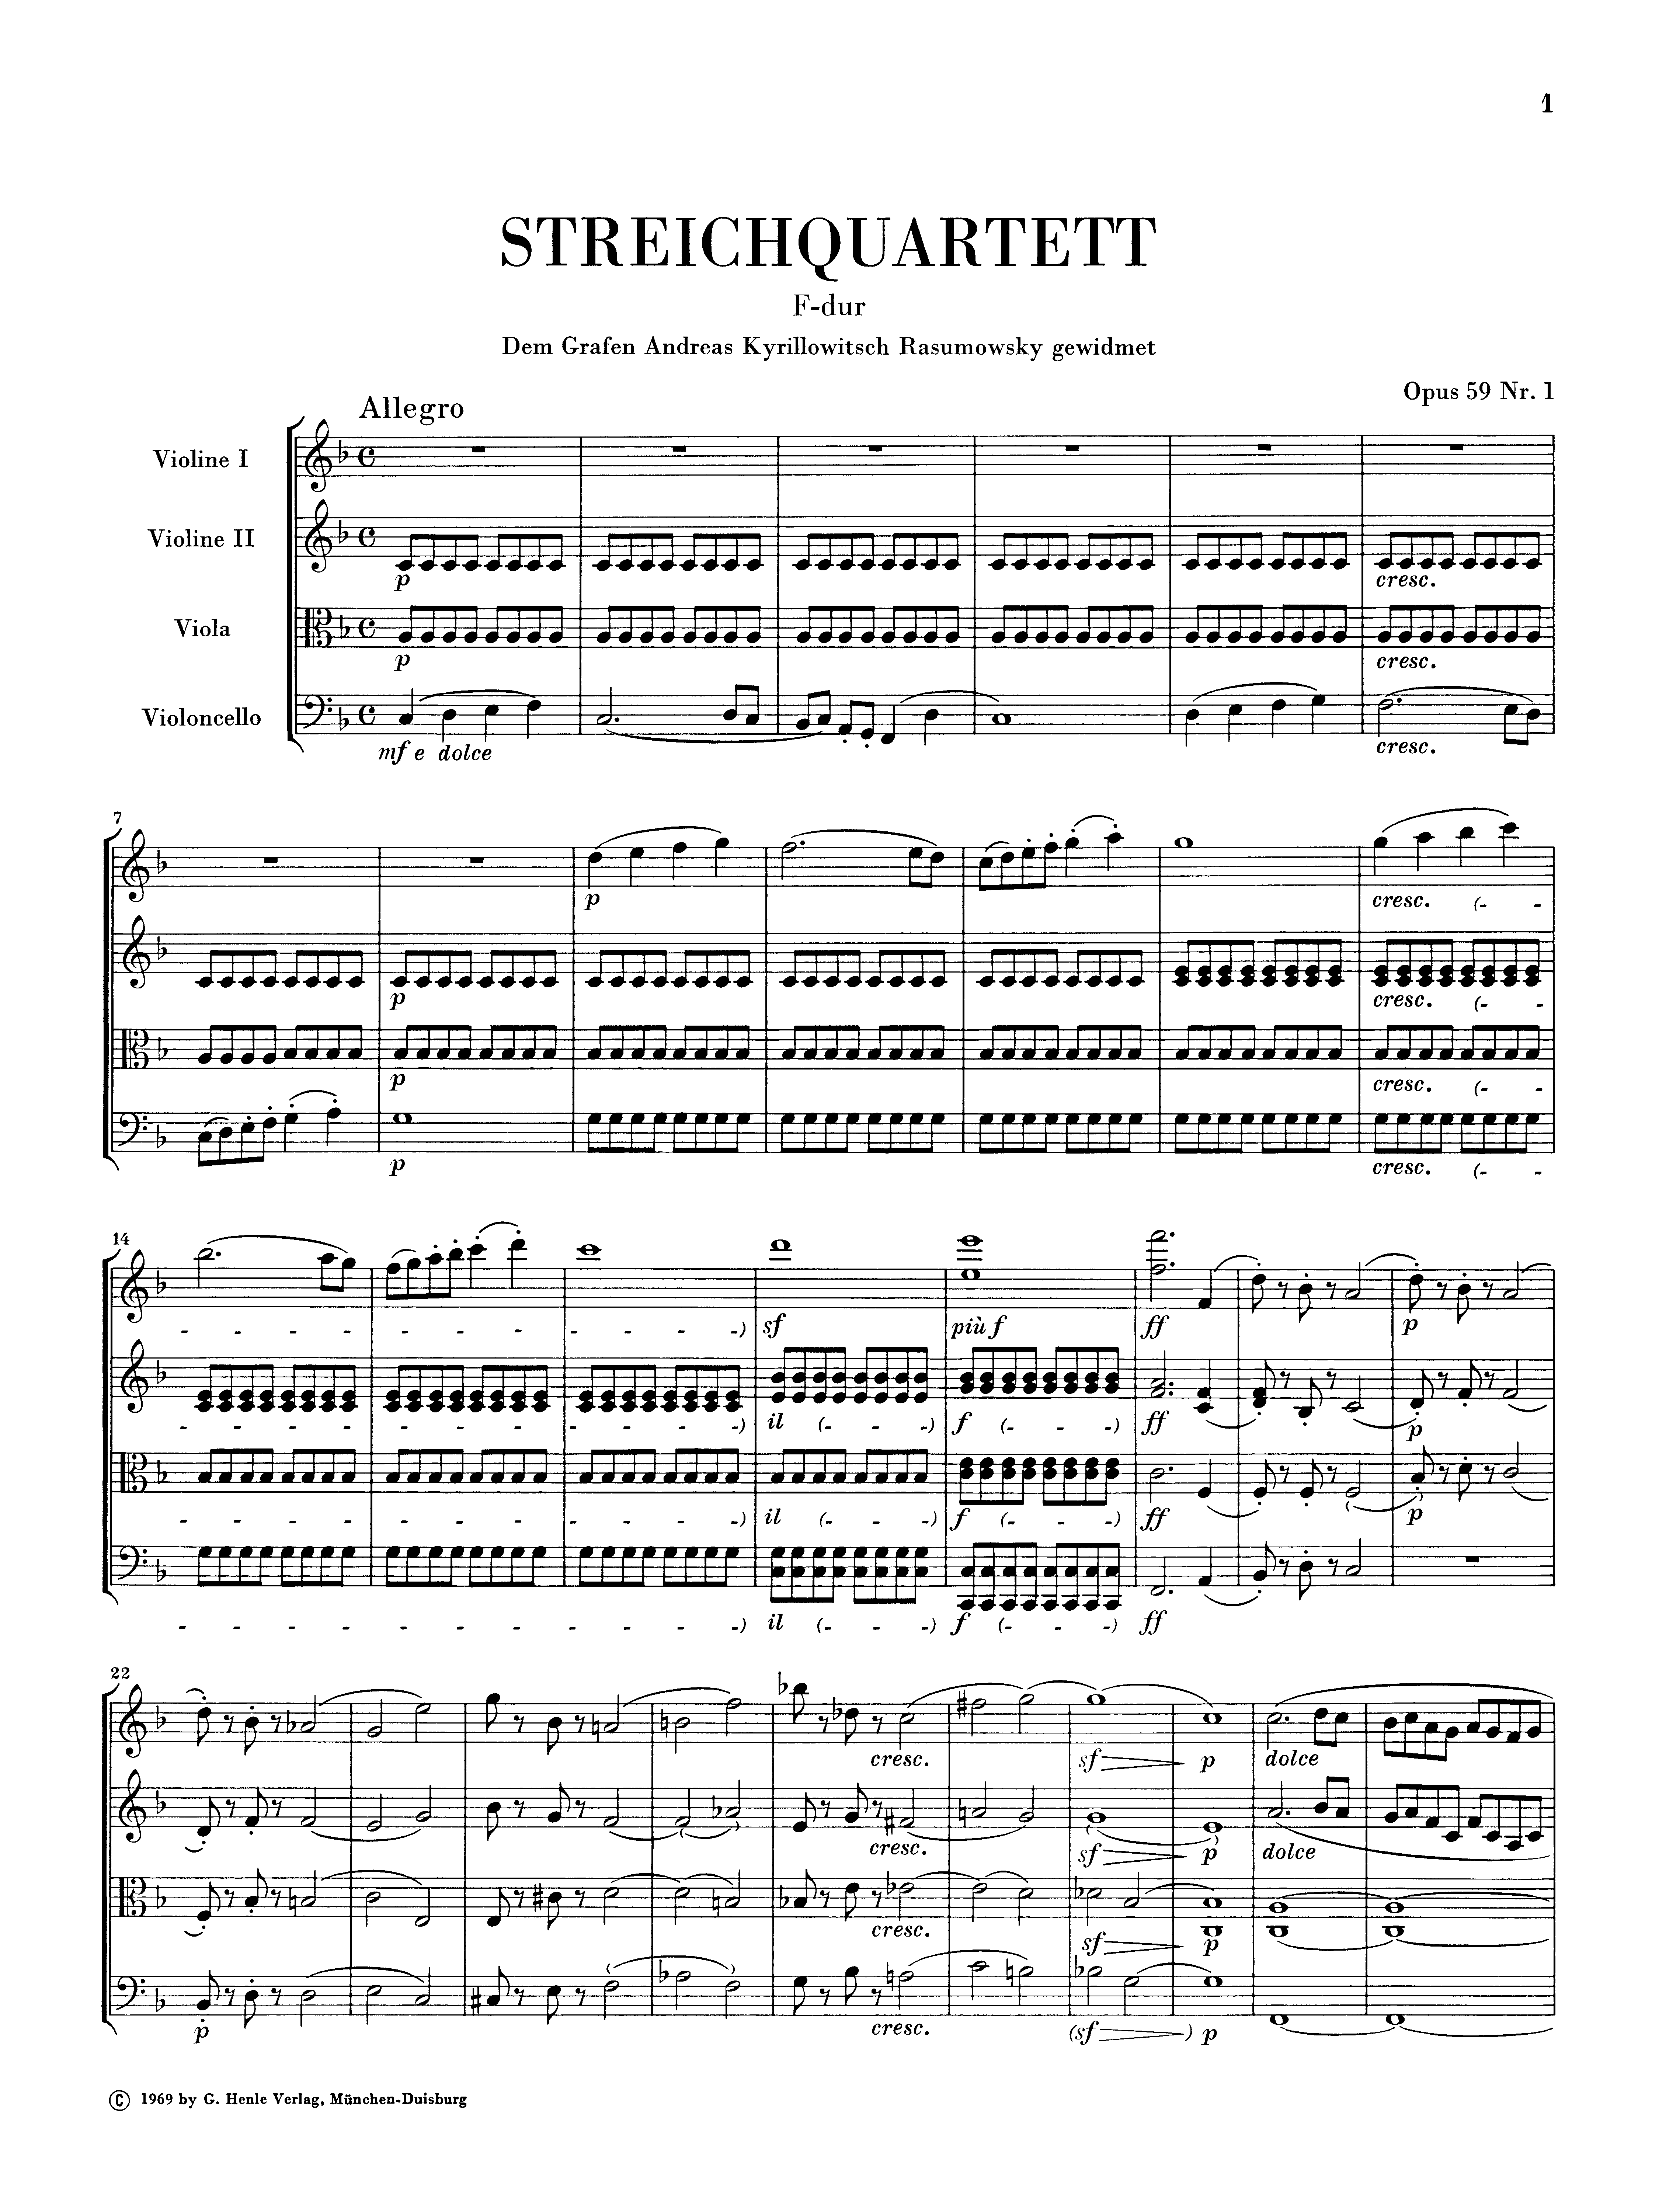 1
STREICHQUARTETT
F-dur
Dem Grafen Andreas Kyrillowitsch Rasumowsky gewidmet
Opus 59 Nr. 1
Allegro
Violine I
Violine II
p
cresc.
Viola
p
cresc.
Violoncello
mf e dolce
cresc.
7
p
cresc. (- -
p
cresc. (- -
p
cresc. (- -
p
cresc. (- -
14
- - - - - - - - - - -) sf più f ff p
- - - - - - - - - - -) il (- - -) f (- - -) ff p
- - - - - - - - - - -) il (- - -) f (- - -) ff p
- - - - - - - - - - -) il (- - -) f (- - -) ff
22
cresc. sf p dolce
cresc. sf p dolce
cresc. sf p
p cresc. (sf ) p
© 1969 by G. Henle Verlag, München-Duisburg